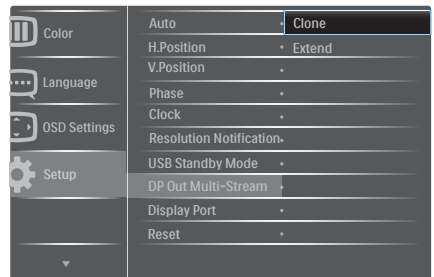 Color
Language
OSD Settings
Setup
Auto
H.Position
V.Position
Phase
Clock
Resolution Notification
USB Standby Mode
DP Out Multi-Stream
Display Port
Reset
Clone
Extend